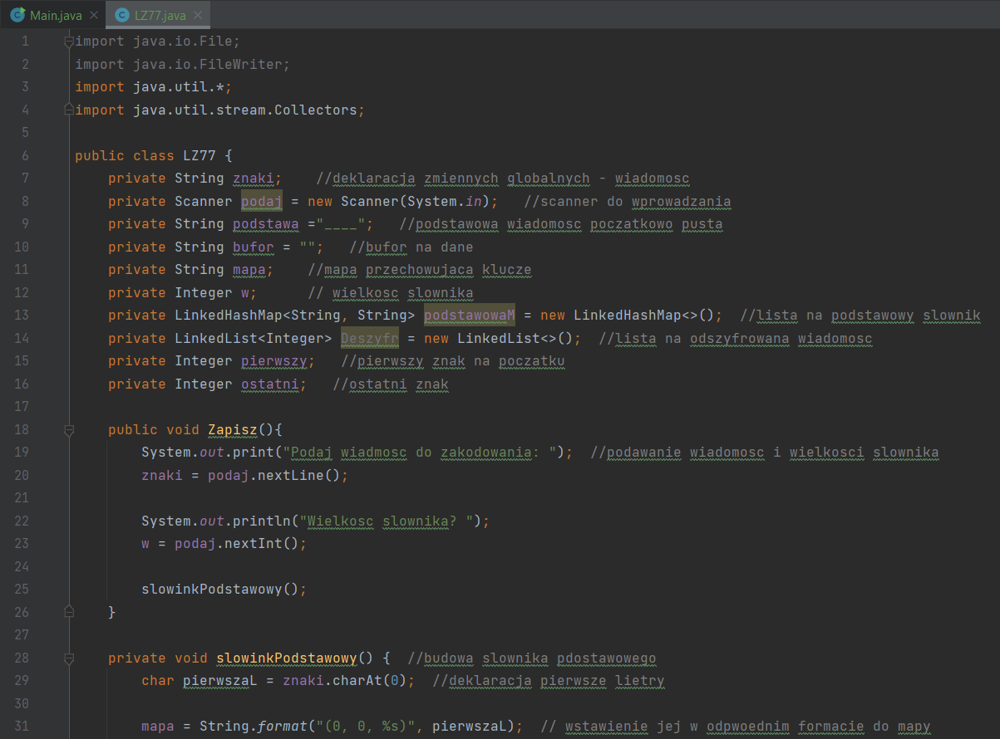 Main.java LZ77.java
1 import java.io.File;
2 import java.io.FileWriter;
3 import java.util.*;
4 import java.util.stream.Collectors;
5
6 public class LZ77 {
7 private String znaki; //deklaracja zmiennych globalnych - wiadomosc
8 private Scanner podaj = new Scanner(System.in); //scanner do wprowadzania
9 private String podstawa ="____"; //podstawowa wiadomosc poczatkowo pusta
10 private String bufor = ""; //bufor na dane
11 private String mapa; //mapa przechowujaca klucze
12 private Integer w; // wielkosc slownika
13 private LinkedHashMap<String, String> podstawowaM = new LinkedHashMap<>(); //lista na podstawowy slownik
14 private LinkedList<Integer> Deszyfr = new LinkedList<>(); //lista na odszyfrowana wiadomosc
15 private Integer pierwszy; //pierwszy znak na poczatku
16 private Integer ostatni; //ostatni znak
17
18 public void Zapisz(){
19 System.out.print("Podaj wiadmosc do zakodowania: "); //podawanie wiadomosc i wielkosci slownika
20 znaki = podaj.nextLine();
21
22 System.out.println("Wielkosc slownika? ");
23 w = podaj.nextInt();
24
25 slowinkPodstawowy();
26 }
27
28 private void slowinkPodstawowy() { //budowa slownika pdostawowego
29 char pierwszaL = znaki.charAt(0); //deklaracja pierwsze lietry
30
31 mapa = String.format("(0, 0, %s)", pierwszaL); // wstawienie jej w odpwoednim formacie do mapy